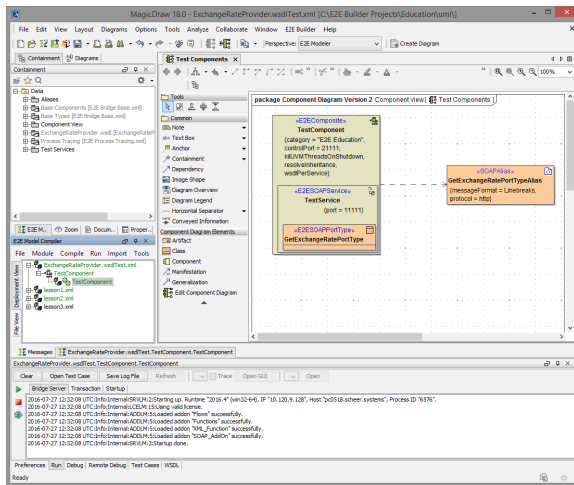 MagicDraw 18.0 - ExchangeRateProvider.wsdlTest.xml [C:\E2E Builder Projects\Education\uml\]
File Edit View Layout Diagrams Options Tools Analyze Collaborate Window E2E Builder Help
Perspective: E2E Modeler Create Diagram
Containment Diagrams
Test Components
Containment
100%
Data
Aliases
Base Components [E2E Bridge Base.xml]
Base Types [E2E Bridge Base.xml]
Component View
ExchangeRateProvider.wsdl [ExchangeRateP
Process Tracing [E2E Process Tracing.xml]
Test Services
E2E M... Zoom Docum... Proper...
E2E Model Compiler
File Module Compile Run Import Tools
Deployment View
File View
ExchangeRateProvider.wsdlTest.xml
TestComponent
TestComponent
lesson1.xml
lesson2.xml
lesson3.xml
Tools
Common
Note
Text Box
Anchor
Containment
Dependency
Image Shape
Diagram Overview
Diagram Legend
Horizontal Separator
Conveyed Information
Component Diagram Elements
Artifact
Class
Component
Manifestation
Generalization
Edit Component Diagram
package Component Diagram Version 2 Component View[ Test Components ]
«E2EComposite»
TestComponent
{category = "E2E Education",
controlPort = 21111,
killJVMThreadsOnShutdown,
resolveInheritance,
wsdlPerService}
«E2ESOAPService»
TestService
{port = 11111}
«E2ESOAPPortType»
GetExchangeRatePortType
«SOAPAlias»
GetExchangeRatePortTypeAlias
{messageFormat = Linebreaks,
protocol = http}
Messages ExchangeRateProvider.wsdlTest.TestComponent.TestComponent
ExchangeRateProvider.wsdlTest.TestComponent.TestComponent
Clear Open Test Case Save Log File Refresh Trace Open GUI Open
Bridge Server Transaction Startup
2016-07-27 12:32:08 UTC:Info:Internal:SRVLM:2:Starting up. Runtime "2016.4" (win32-64), IP "10.120.9.128", Host "pc0518.scheer.systems", Process ID "6576".
2016-07-27 12:32:08 UTC:Info:Internal:LCELM:15:Using valid license.
2016-07-27 12:32:08 UTC:Info:Internal:ADDLM:5:Loaded addon "Flows" successfully.
2016-07-27 12:32:08 UTC:Info:Internal:ADDLM:5:Loaded addon "Functions" successfully.
2016-07-27 12:32:08 UTC:Info:Internal:ADDLM:5:Loaded addon "XML_Function" successfully.
2016-07-27 12:32:08 UTC:Info:Internal:ADDLM:5:Loaded addon "SOAP_AddOn" successfully.
2016-07-27 12:32:08 UTC:Info:Internal:SRVLM:3:Startup done.
Preferences Run Debug Remote Debug Test Cases WSDL
Ready